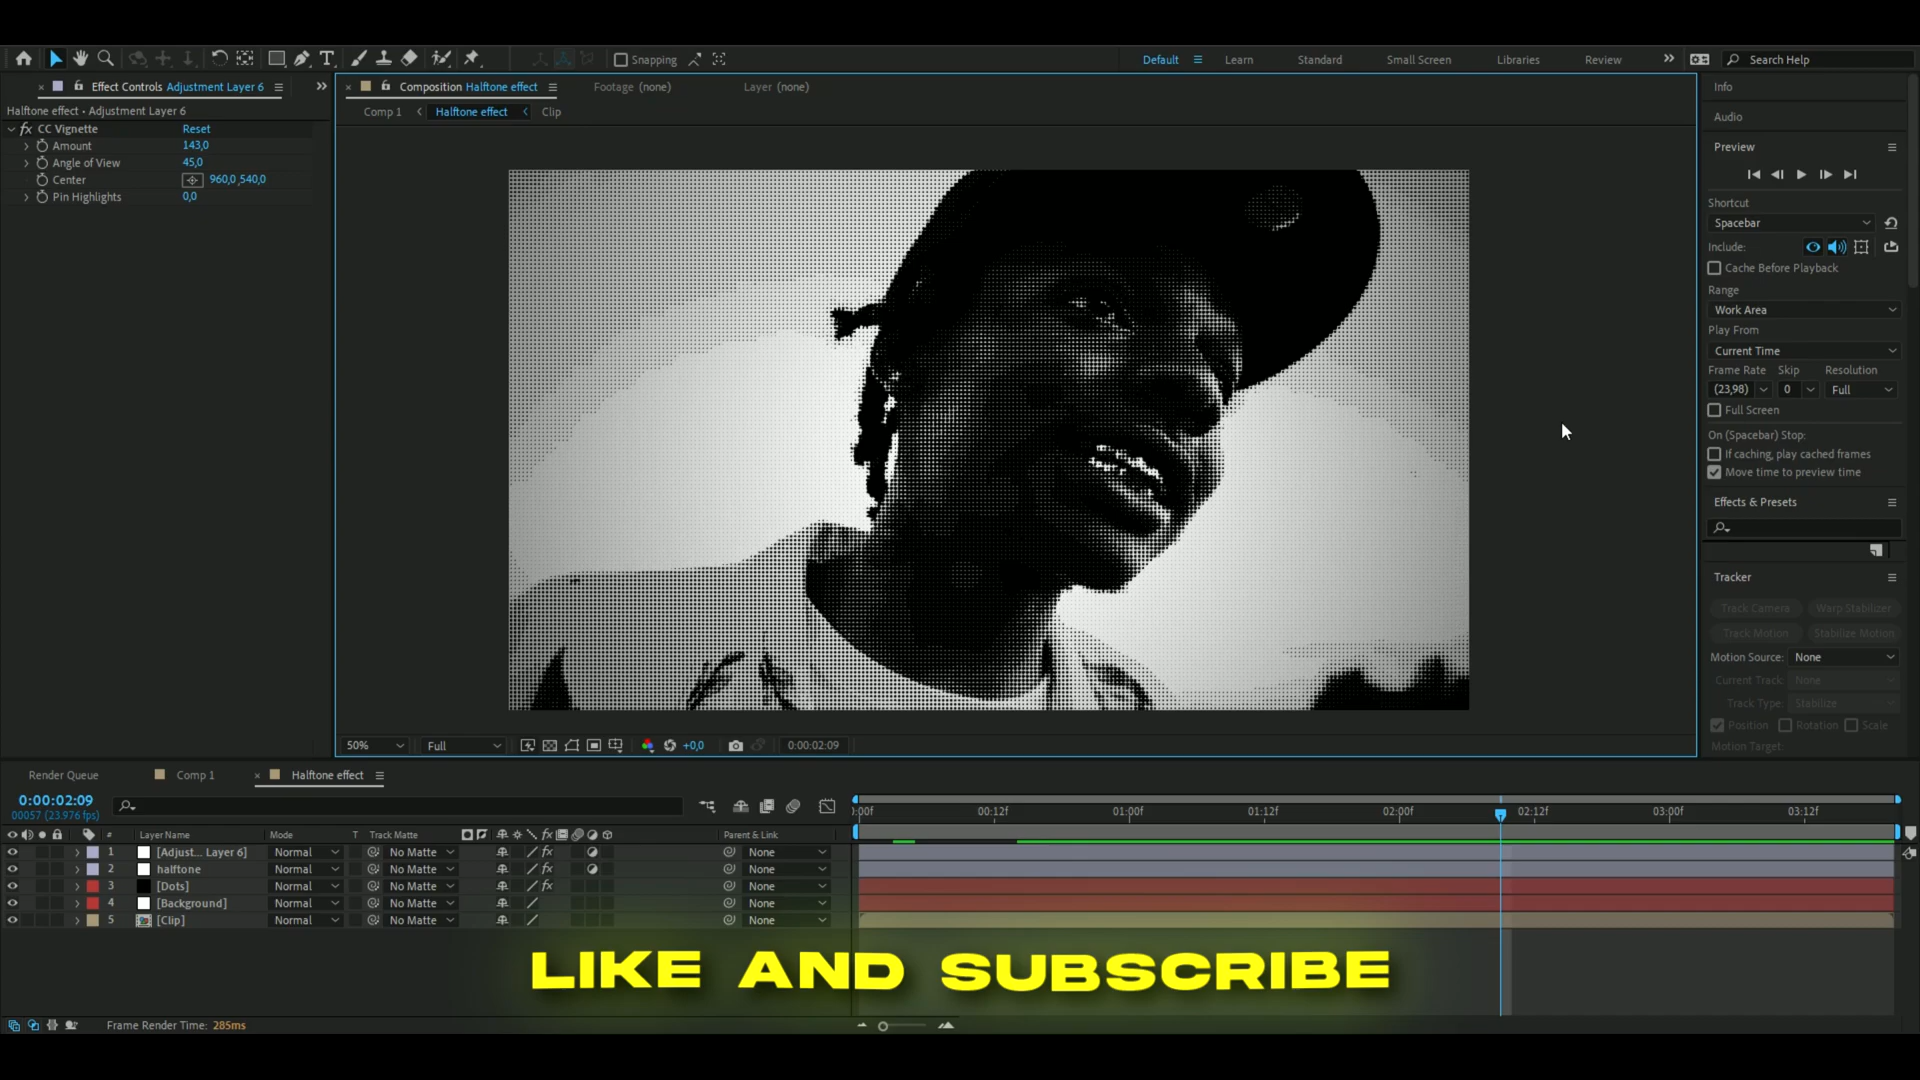 Snapping
Default
Learn
Standard
Small Screen
Libraries
Review
Search Help
Effect Controls Adjustment Layer 6
Composition Halftone effect
Footage (none)
Layer (none)
Info
Halftone effect • Adjustment Layer 6
Comp 1
Halftone effect
Clip
Audio
fx CC Vignette
Reset
Amount
143,0
Angle of View
45,0
Center
960,0 ,540,0
Pin Highlights
0,0
Preview
Shortcut
Spacebar
Include:
Cache Before Playback
Range
Work Area
Play From
Current Time
Frame Rate Skip Resolution
(23,98) 0 Full
Full Screen
On (Spacebar) Stop:
If caching, play cached frames
Move time to preview time
Effects & Presets
Tracker
Track Camera Warp Stabilizer
Track Motion Stabilize Motion
Motion Source: None
Current Track: None
Track Type: Stabilize
Position Rotation Scale
Motion Target:
50%
Full
+0,0
0:00:02:09
Render Queue
Comp 1
Halftone effect
0:00:02:09
00057 (23.976 fps)
:00f 00:12f 01:00f 01:12f 02:00f 02:12f 03:00f 03:12f
# Layer Name Mode T Track Matte fx Parent & Link
1 [Adjust... Layer 6] Normal No Matte fx None
2 halftone Normal No Matte fx None
3 [Dots] Normal No Matte fx None
4 [Background] Normal No Matte None
5 [Clip] Normal No Matte None
LIKE AND SUBSCRIBE
Frame Render Time: 285ms